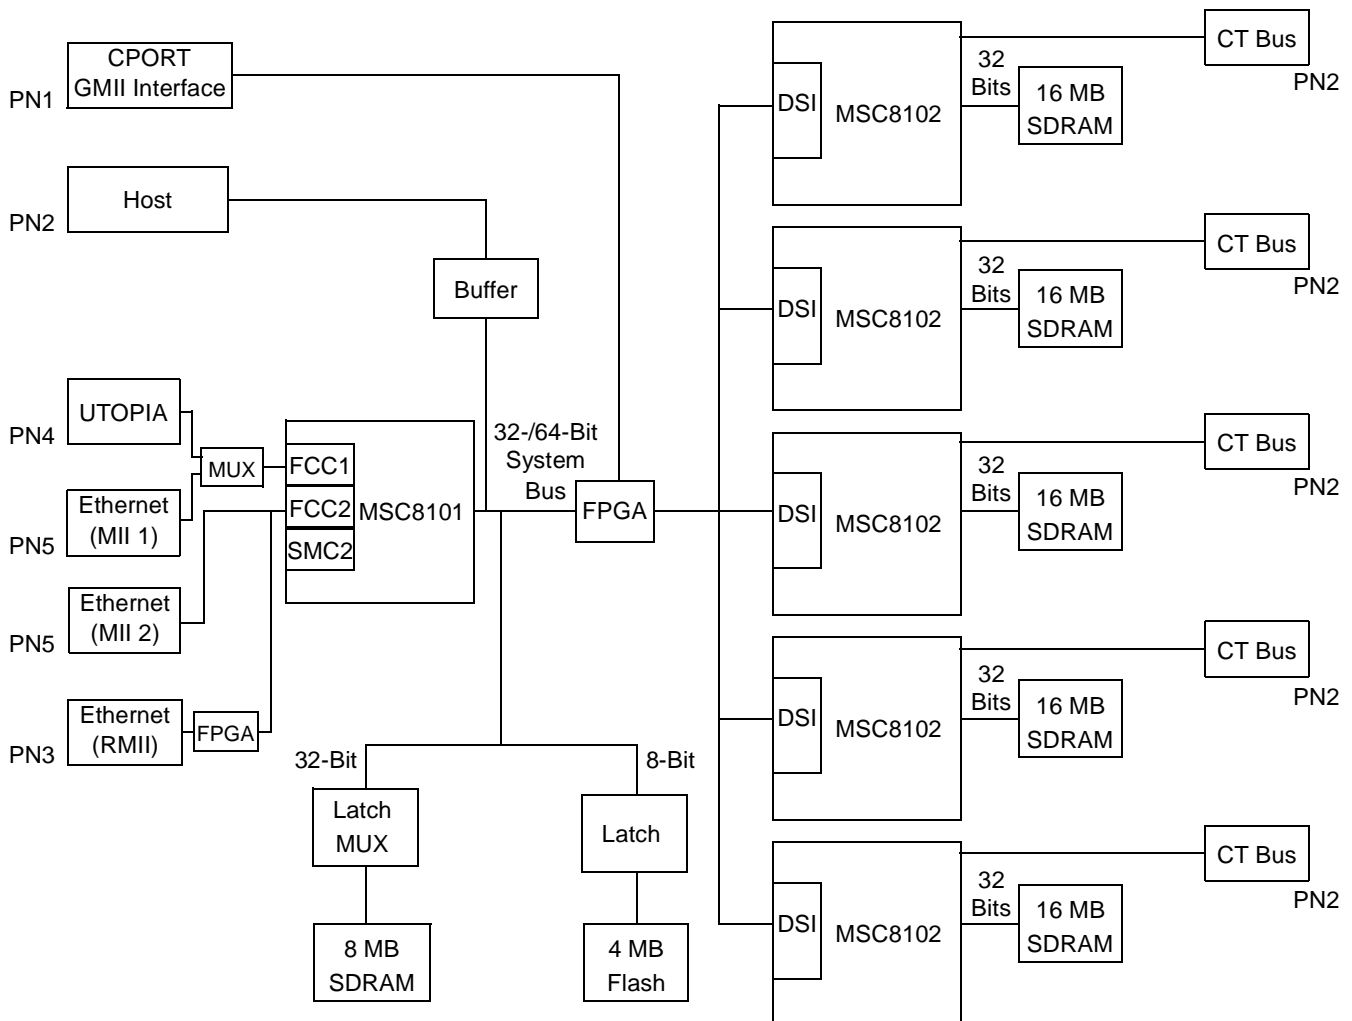 CPORT
GMII Interface
PN1
Host
PN2
Buffer
UTOPIA
PN4
MUX
Ethernet
(MII 1)
PN5
Ethernet
(MII 2)
PN5
Ethernet
(RMII)
PN3
FPGA
FCC1
FCC2
SMC2
MSC8101
32-/64-Bit
System
Bus
FPGA
32-Bit
8-Bit
Latch
MUX
Latch
8 MB
SDRAM
4 MB
Flash
DSI
MSC8102
32
Bits
16 MB
SDRAM
CT Bus
PN2
DSI
MSC8102
32
Bits
16 MB
SDRAM
CT Bus
PN2
DSI
MSC8102
32
Bits
16 MB
SDRAM
CT Bus
PN2
DSI
MSC8102
32
Bits
16 MB
SDRAM
CT Bus
PN2
DSI
MSC8102
32
Bits
16 MB
SDRAM
CT Bus
PN2